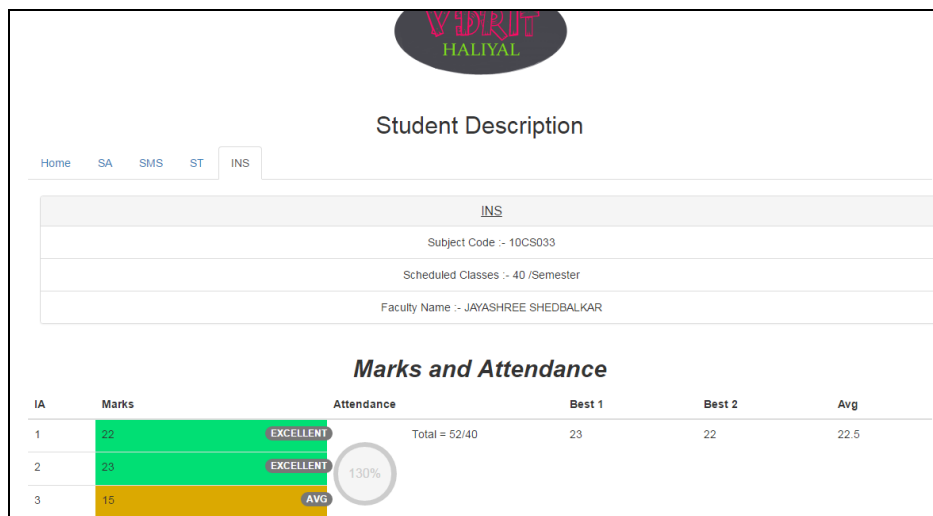 VDRIT
HALIYAL
Student Description
Home SA SMS ST INS
INS
Subject Code :- 10CS033
Scheduled Classes :- 40 /Semester
Faculty Name :- JAYASHREE SHEDBALKAR
Marks and Attendance
IA Marks Attendance Best 1 Best 2 Avg
1 22 EXCELLENT Total = 52/40 23 22 22.5
2 23 EXCELLENT 130%
3 15 AVG